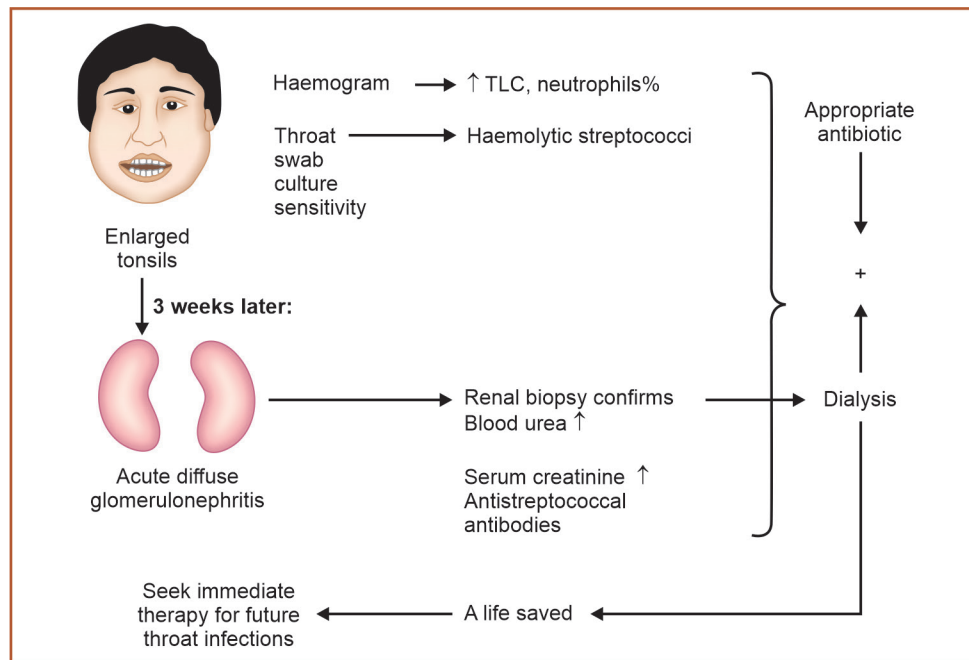 Haemogram
↑ TLC, neutrophils%
Throat
swab
culture
sensitivity
Haemolytic streptococci
Appropriate
antibiotic
+
Enlarged
tonsils
3 weeks later:
Renal biopsy confirms
Blood urea ↑
Dialysis
Acute diffuse
glomerulonephritis
Serum creatinine ↑
Antistreptococcal
antibodies
Seek immediate
therapy for future
throat infections
A life saved